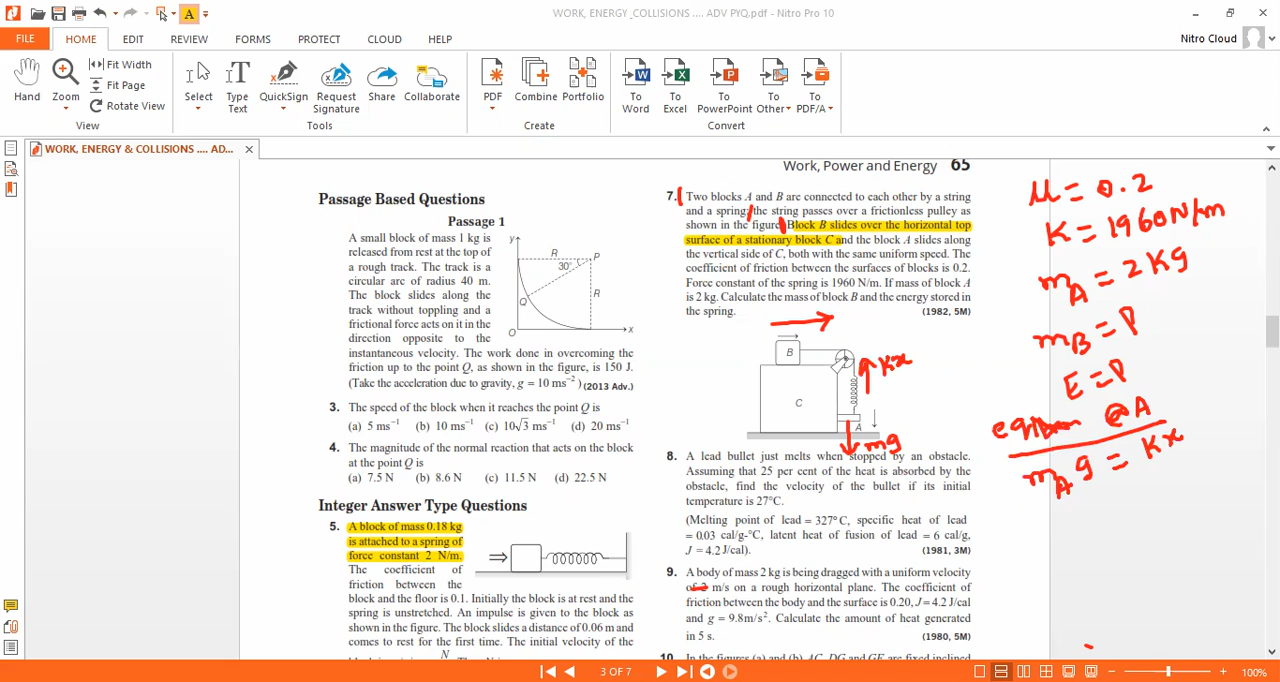 WORK, ENERGY _COLLISIONS .... ADV PYQ.pdf - Nitro Pro 10
FILE HOME EDIT REVIEW FORMS PROTECT CLOUD HELP Nitro Cloud
Fit Width
Fit Page
Rotate View
Hand Zoom Select Type Text QuickSign Request Signature Share Collaborate PDF Combine Portfolio To Word To Excel To PowerPoint To Other To PDF/A
View Tools Create Convert
WORK, ENERGY & COLLISIONS .... AD...
Work, Power and Energy 65
Passage Based Questions
Passage 1
A small block of mass 1 kg is
released from rest at the top of
a rough track. The track is a
circular arc of radius 40 m.
The block slides along the
track without toppling and a
frictional force acts on it in the
direction opposite to the
instantaneous velocity. The work done in overcoming the
friction up to the point Q, as shown in the figure, is 150 J.
(Take the acceleration due to gravity, g = 10 ms⁻²) (2013 Adv.)
y
R
P
30°
R
Q
O
x
3. The speed of the block when it reaches the point Q is
(a) 5 ms⁻¹ (b) 10 ms⁻¹ (c) 10√3 ms⁻¹ (d) 20 ms⁻¹
4. The magnitude of the normal reaction that acts on the block
at the point Q is
(a) 7.5 N (b) 8.6 N (c) 11.5 N (d) 22.5 N
Integer Answer Type Questions
5. A block of mass 0.18 kg
is attached to a spring of
force constant 2 N/m.
The coefficient of
friction between the
block and the floor is 0.1. Initially the block is at rest and the
spring is unstretched. An impulse is given to the block as
shown in the figure. The block slides a distance of 0.06 m and
comes to rest for the first time. The initial velocity of the
N
7. Two blocks A and B are connected to each other by a string
and a spring; the string passes over a frictionless pulley as
shown in the figure. Block B slides over the horizontal top
surface of a stationary block C and the block A slides along
the vertical side of C, both with the same uniform speed. The
coefficient of friction between the surfaces of blocks is 0.2.
Force constant of the spring is 1960 N/m. If mass of block A
is 2 kg. Calculate the mass of block B and the energy stored in
the spring. (1982, 5M)
B
C
A
Kx
mg
8. A lead bullet just melts when stopped by an obstacle.
Assuming that 25 per cent of the heat is absorbed by the
obstacle, find the velocity of the bullet if its initial
temperature is 27°C.
(Melting point of lead = 327°C, specific heat of lead
= 0.03 cal/g-°C, latent heat of fusion of lead = 6 cal/g,
J = 4.2 J/cal). (1981, 3M)
9. A body of mass 2 kg is being dragged with a uniform velocity
of 2 m/s on a rough horizontal plane. The coefficient of
friction between the body and the surface is 0.20, J = 4.2 J/cal
and g = 9.8m/s². Calculate the amount of heat generated
in 5 s. (1980, 5M)
10. In the figures (a) and (b) AC, DG and GF are fixed inclined
μ = 0.2
K = 1960 N/m
mA = 2 Kg
mB = ?
E = ?
@ A
mA g = Kx
3 OF 7
100%